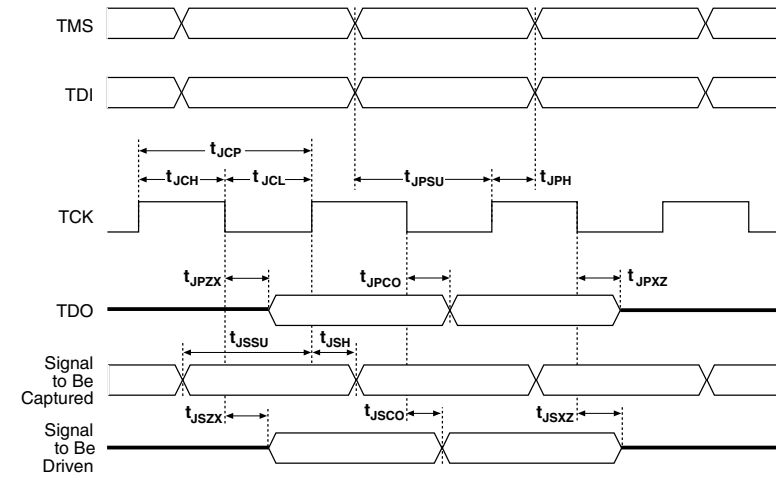 TMS
TDI
tJCP
tJCH
tJCL
tJPSU
tJPH
TCK
tJPZX
tJPCO
tJPXZ
TDO
tJSSU
tJSH
Signal
to Be
Captured
tJSZX
tJSCO
tJSXZ
Signal
to Be
Driven